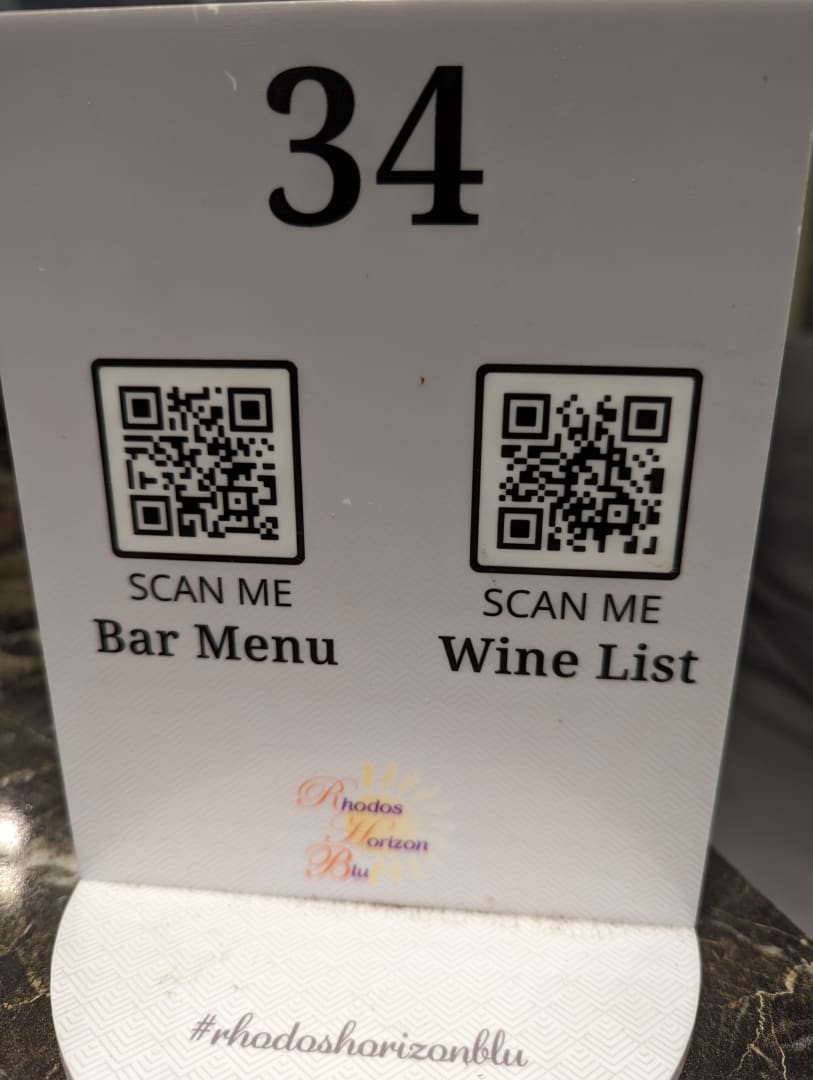 34
SCAN ME
Bar Menu
SCAN ME
Wine List
Rhodos
Horizon
Blu
#rhodoshorizonblu